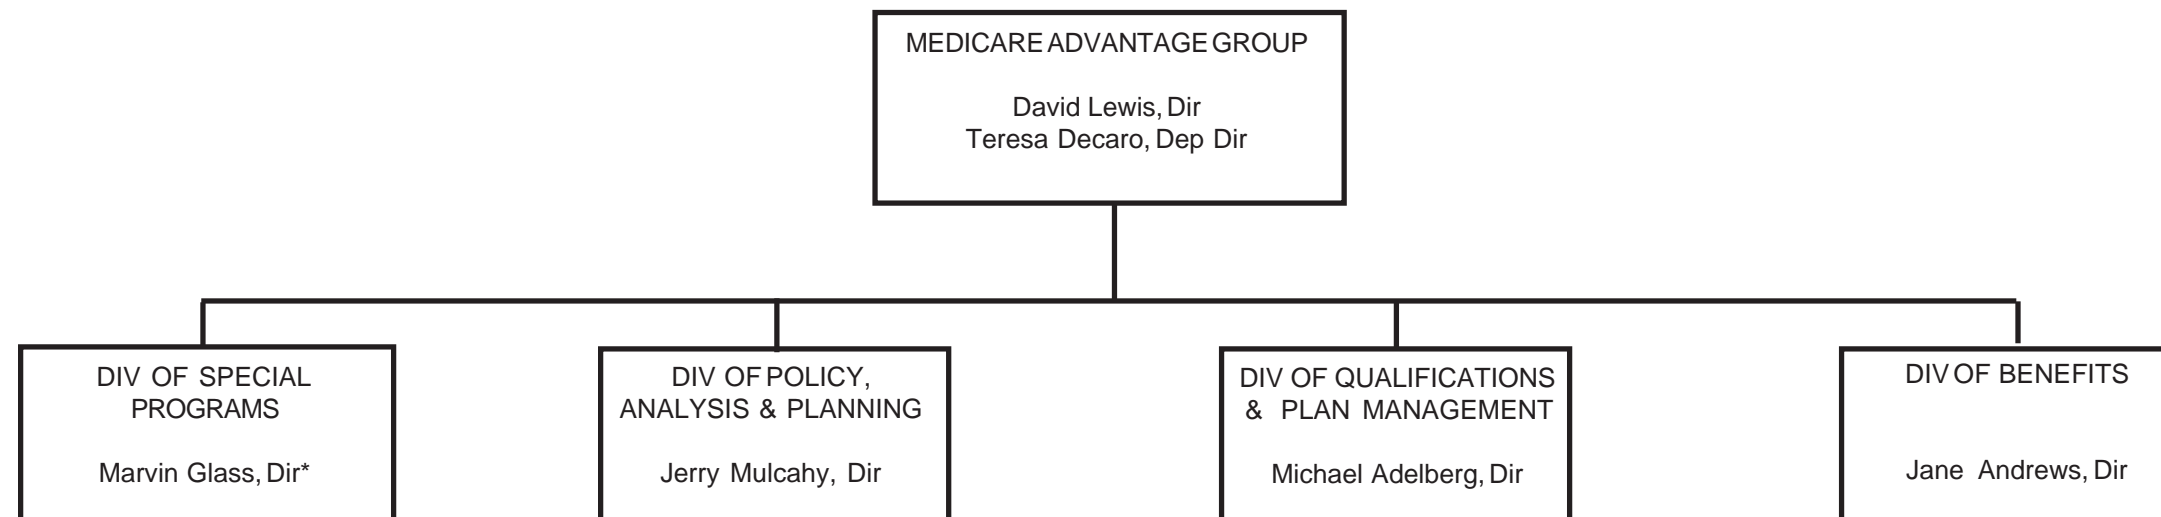 MEDICARE ADVANTAGE GROUP
David Lewis, Dir
Teresa Decaro, Dep Dir
DIV OF SPECIAL
PROGRAMS
Marvin Glass, Dir*
DIV OF POLICY,
ANALYSIS & PLANNING
Jerry Mulcahy, Dir
DIV OF QUALIFICATIONS
& PLAN MANAGEMENT
Michael Adelberg, Dir
DIV OF BENEFITS
Jane Andrews, Dir